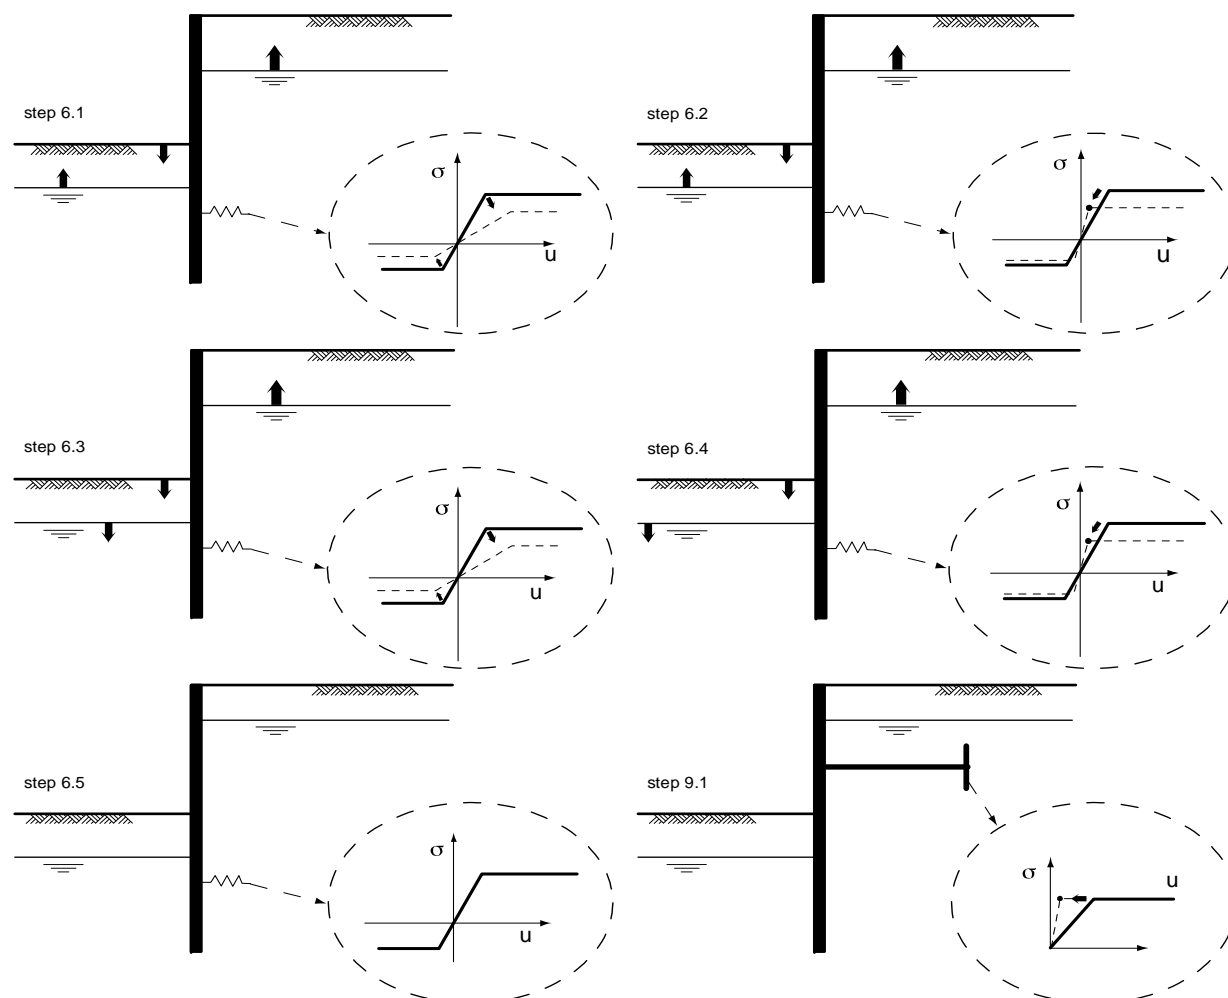 step 6.1
σ
u
step 6.2
σ
u
step 6.3
σ
u
step 6.4
σ
u
step 6.5
σ
u
step 9.1
σ
u